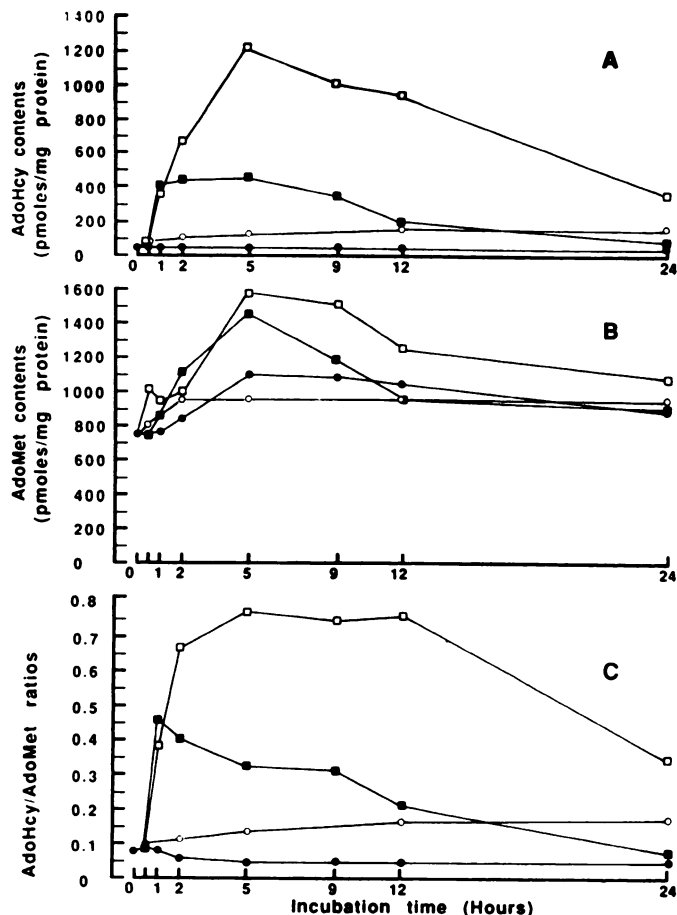 1400
1200
1000
800
600
400
200
0
AdoHcy contents
(pmoles/mg protein)
A
0 1 2 5 9 12 24
1600
1400
1200
1000
800
600
400
200
0
AdoMet contents
(pmoles/mg protein)
B
0 1 2 5 9 12 24
0.8
0.7
0.6
0.5
0.4
0.3
0.2
0.1
0
AdoHcy/AdoMet ratios
C
0 1 2 5 9 12 24
Incubation time (Hours)